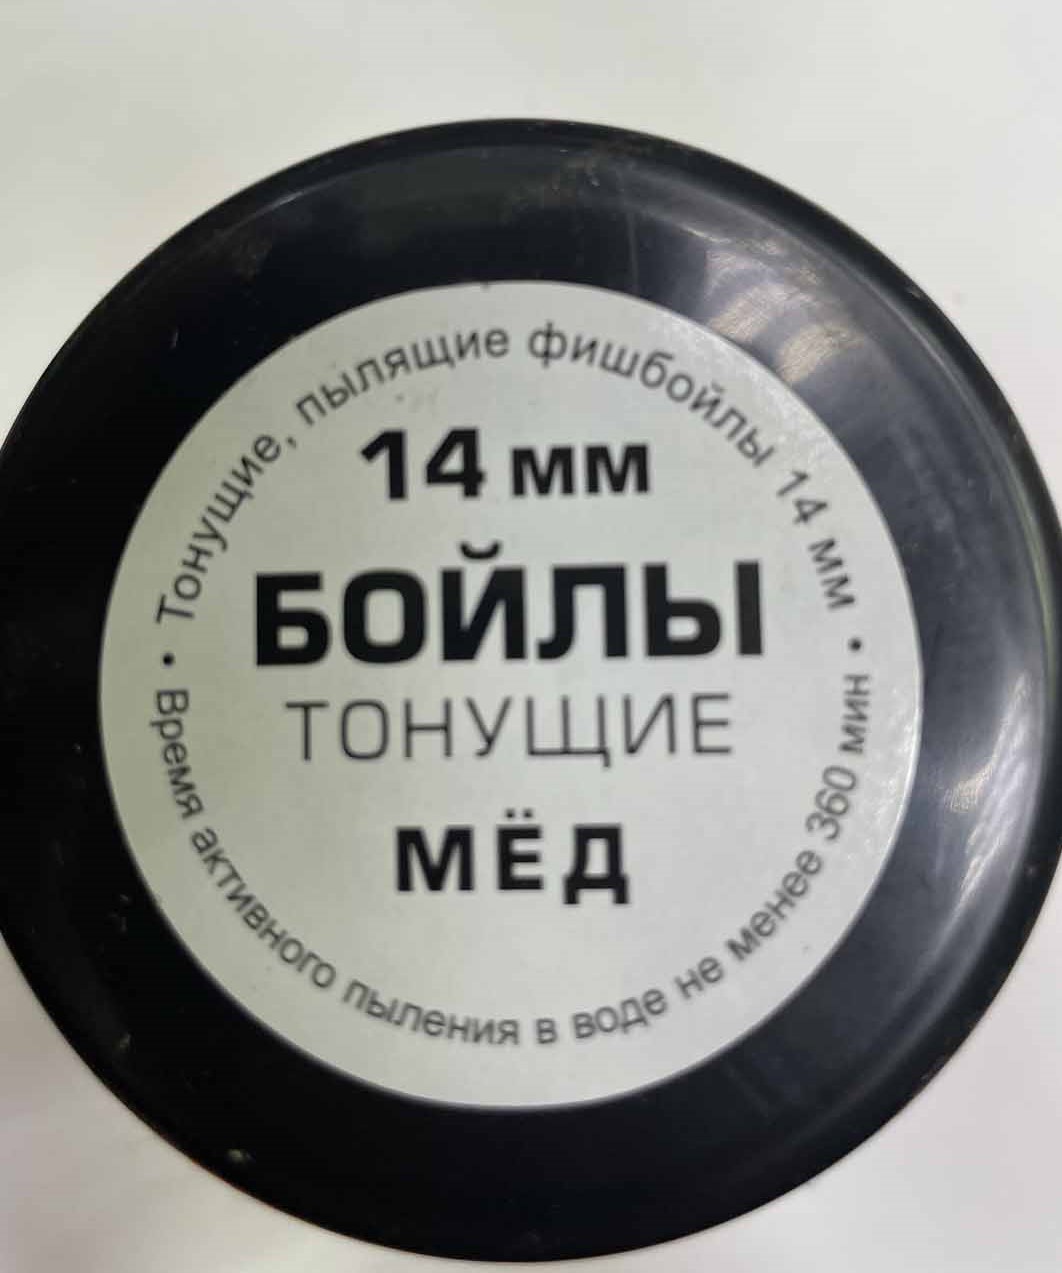 • Тонущие, пылящие фишбойлы 14 мм •
14 мм
БОЙЛЫ
ТОНУЩИЕ
МЁД
Время активного пыления в воде не менее 360 мин